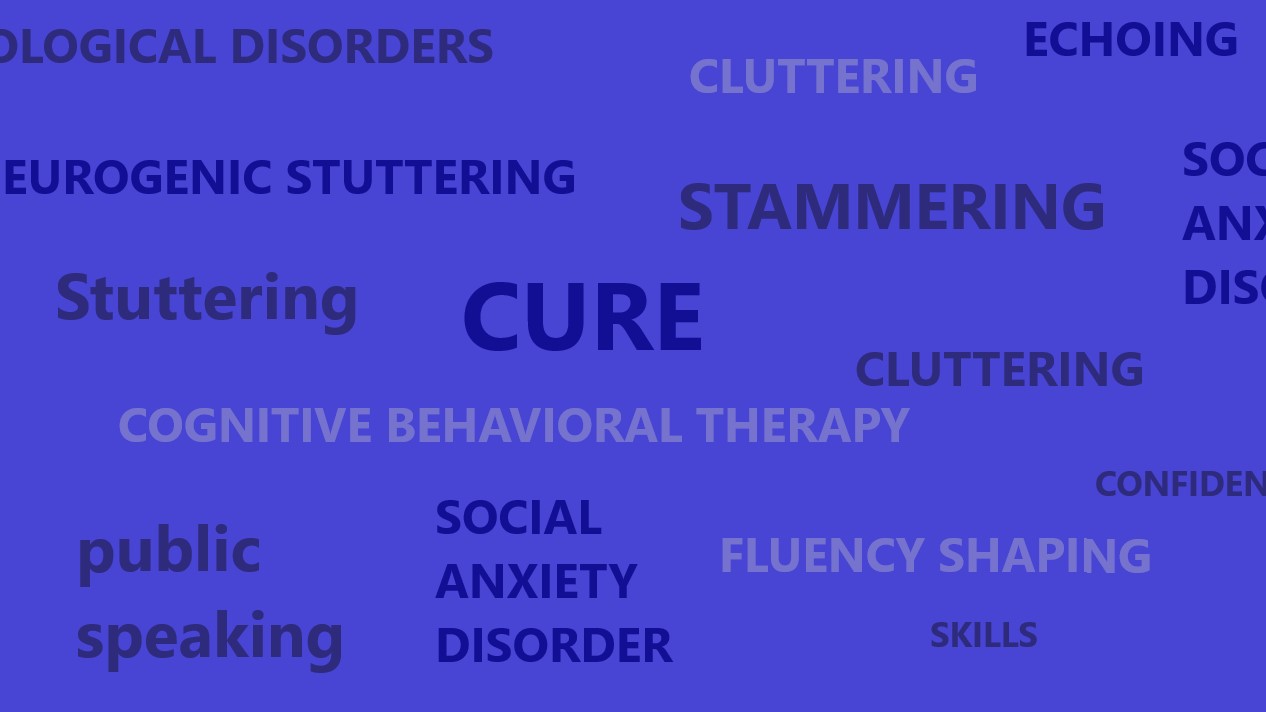 OLOGICAL DISORDERS
ECHOING
CLUTTERING
EUROGENIC STUTTERING
SOC
ANX
DISC
STAMMERING
Stuttering
CURE
CLUTTERING
COGNITIVE BEHAVIORAL THERAPY
CONFIDEN
public
speaking
SOCIAL
ANXIETY
DISORDER
FLUENCY SHAPING
SKILLS